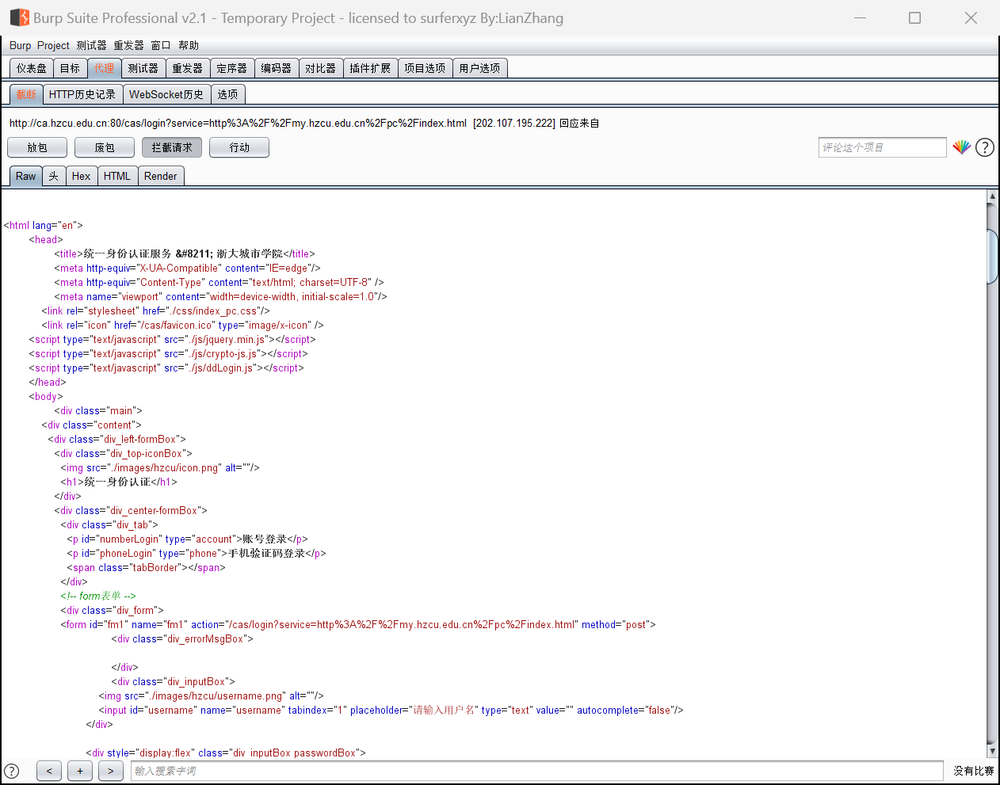 Burp Suite Professional v2.1 - Temporary Project - licensed to surferxyz By:LianZhang
Burp Project 测试器 重发器 窗口 帮助
仪表盘 目标 代理 测试器 重发器 定序器 编码器 对比器 插件扩展 项目选项 用户选项
截断 HTTP历史记录 WebSocket历史 选项
http://ca.hzcu.edu.cn:80/cas/login?service=http%3A%2F%2Fmy.hzcu.edu.cn%2Fpc%2Findex.html [202.107.195.222] 回应来自
放包 废包 拦截请求 行动 评论这个项目 ?
Raw 头 Hex HTML Render
<html lang="en">
<head>
<title>统一身份认证服务 &#8211; 浙大城市学院</title>
<meta http-equiv="X-UA-Compatible" content="IE=edge"/>
<meta http-equiv="Content-Type" content="text/html; charset=UTF-8" />
<meta name="viewport" content="width=device-width, initial-scale=1.0"/>
<link rel="stylesheet" href="./css/index_pc.css"/>
<link rel="icon" href="/cas/favicon.ico" type="image/x-icon" />
<script type="text/javascript" src="./js/jquery.min.js"></script>
<script type="text/javascript" src="./js/crypto-js.js"></script>
<script type="text/javascript" src="./js/ddLogin.js"></script>
</head>
<body>
<div class="main">
<div class="content">
<div class="div_left-formBox">
<div class="div_top-iconBox">
<img src="./images/hzcu/icon.png" alt=""/>
<h1>统一身份认证</h1>
</div>
<div class="div_center-formBox">
<div class="div_tab">
<p id="numberLogin" type="account">账号登录</p>
<p id="phoneLogin" type="phone">手机验证码登录</p>
<span class="tabBorder"></span>
</div>
<!-- form表单 -->
<div class="div_form">
<form id="fm1" name="fm1" action="/cas/login?service=http%3A%2F%2Fmy.hzcu.edu.cn%2Fpc%2Findex.html" method="post">
<div class="div_errorMsgBox">
</div>
<div class="div_inputBox">
<img src="./images/hzcu/username.png" alt=""/>
<input id="username" name="username" tabindex="1" placeholder="请输入用户名" type="text" value="" autocomplete="false"/>
</div>
<div style="display:flex" class="div_inputBox passwordBox">
? < + > 输入搜索字词 没有比赛